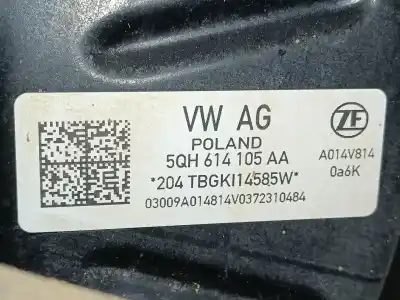 VW AG
ZF
POLAND
5QH 614 105 AA
A014V814
*204 TBGKI14585W*
0a6K
03009A014814V0372310484